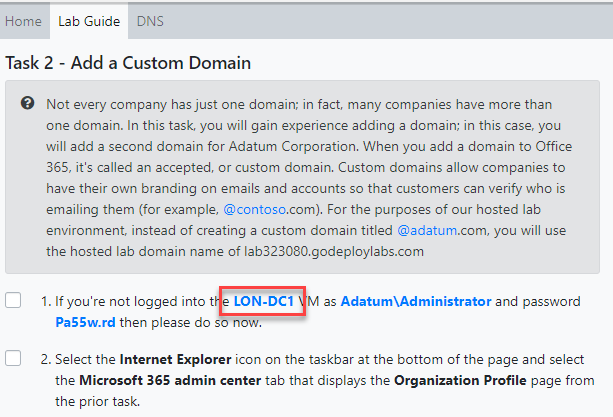 Home Lab Guide DNS
Task 2 - Add a Custom Domain
Not every company has just one domain; in fact, many companies have more than
one domain. In this task, you will gain experience adding a domain; in this case, you
will add a second domain for Adatum Corporation. When you add a domain to Office
365, it's called an accepted, or custom domain. Custom domains allow companies to
have their own branding on emails and accounts so that customers can verify who is
emailing them (for example, @contoso.com). For the purposes of our hosted lab
environment, instead of creating a custom domain titled @adatum.com, you will use
the hosted lab domain name of lab323080.godeploylabs.com
1. If you're not logged into the LON-DC1 VM as Adatum\Administrator and password
Pa55w.rd then please do so now.
2. Select the Internet Explorer icon on the taskbar at the bottom of the page and select
the Microsoft 365 admin center tab that displays the Organization Profile page from
the prior task.